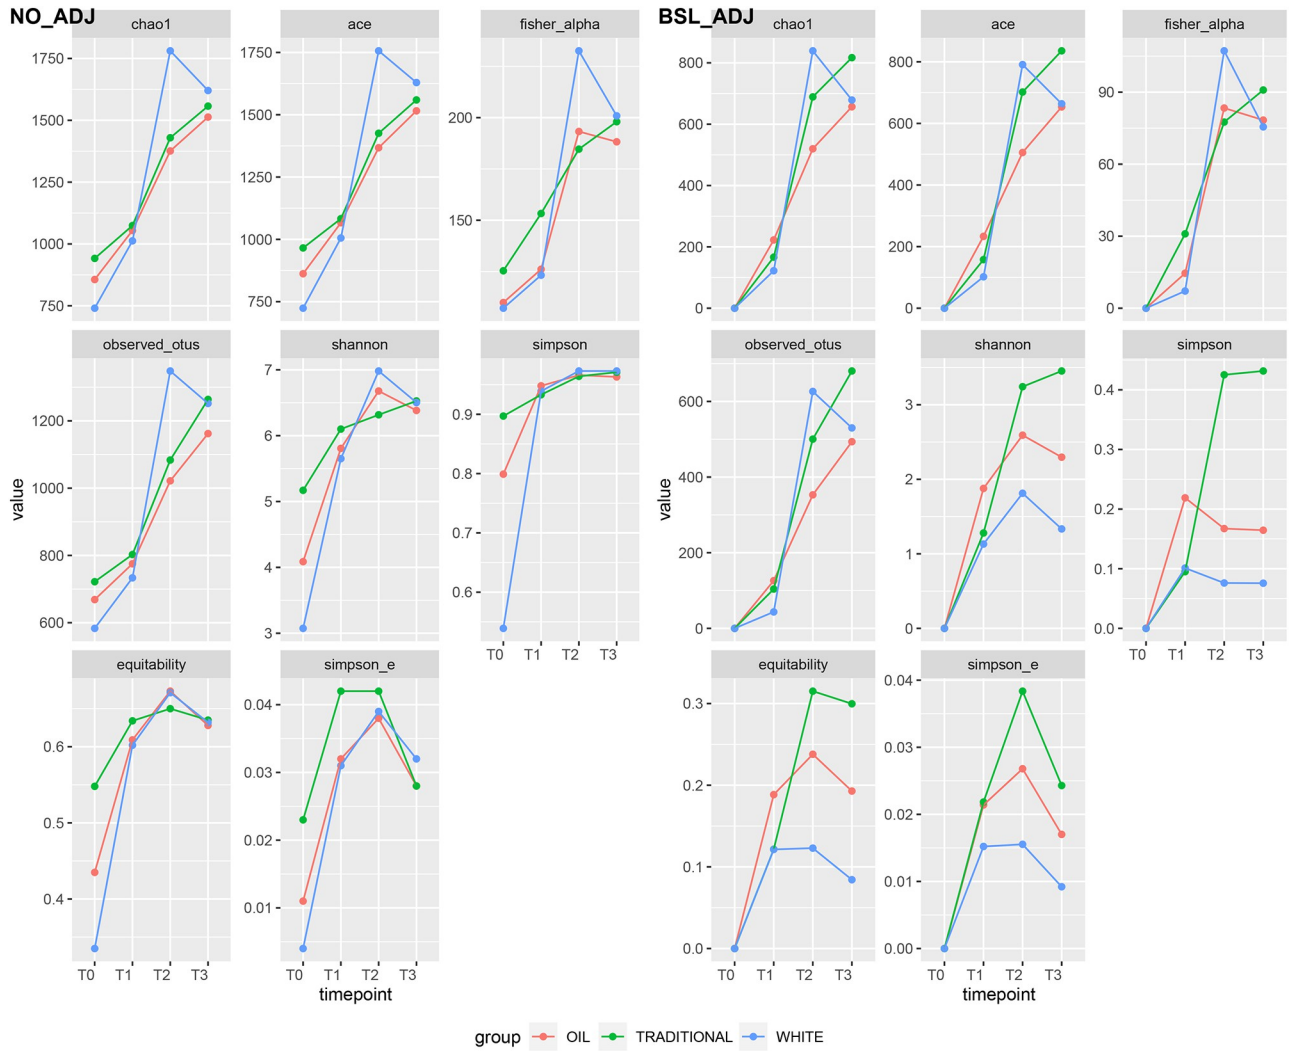 NO_ADJ
BSL_ADJ
chao1
ace
fisher_alpha
chao1
ace
fisher_alpha
1750
1500
1250
1000
750
1750
1500
1250
1000
750
200
150
800
600
400
200
0
800
600
400
200
0
90
60
30
0
observed_otus
shannon
simpson
observed_otus
shannon
simpson
1200
1000
800
600
7
6
5
4
3
0.9
0.8
0.7
0.6
600
400
200
0
3
2
1
0
0.4
0.3
0.2
0.1
0.0
value
value
T0 T1 T2 T3
T0 T1 T2 T3
equitability
simpson_e
equitability
simpson_e
0.6
0.5
0.4
0.04
0.03
0.02
0.01
0.3
0.2
0.1
0.0
0.04
0.03
0.02
0.01
0.00
T0 T1 T2 T3
T0 T1 T2 T3
T0 T1 T2 T3
T0 T1 T2 T3
timepoint
timepoint
group OIL TRADITIONAL WHITE